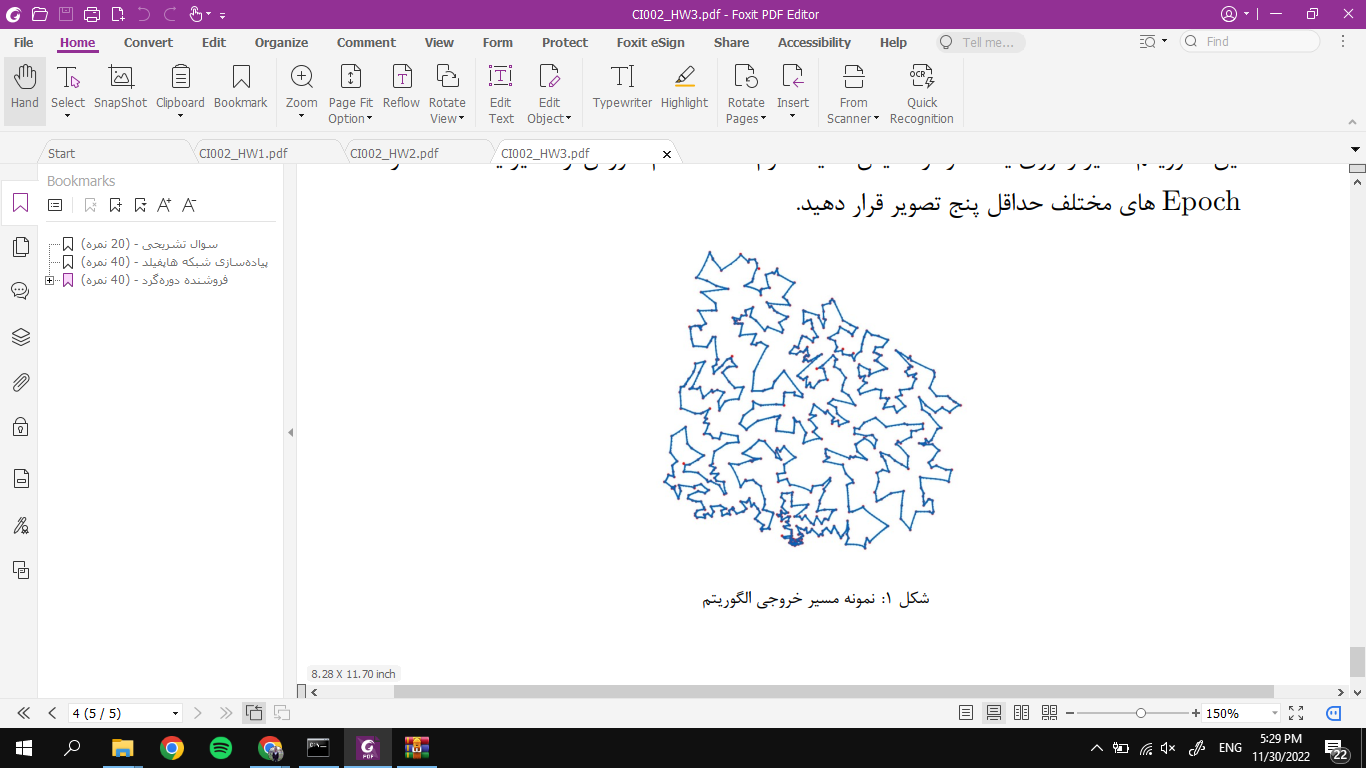 CI002_HW3.pdf - Foxit PDF Editor
File Home Convert Edit Organize Comment View Form Protect Foxit eSign Share Accessibility Help Tell me... Find
Hand Select SnapShot Clipboard Bookmark Zoom Page Fit Option Reflow Rotate View Edit Text Edit Object Typewriter Highlight Rotate Pages Insert From Scanner Quick Recognition
Start CI002_HW1.pdf CI002_HW2.pdf CI002_HW3.pdf
Bookmarks
سوال تشریحی - (20 نمره)
پیاده‌سازی شبکه هاپفیلد - (40 نمره)
فروشنده دوره‌گرد - (40 نمره)
Epoch های مختلف حداقل پنج تصویر قرار دهید.
شکل ۱: نمونه مسیر خروجی الگوریتم
8.28 X 11.70 inch
4 (5 / 5) 150%
PDF
ENG
5:29 PM
11/30/2022
22